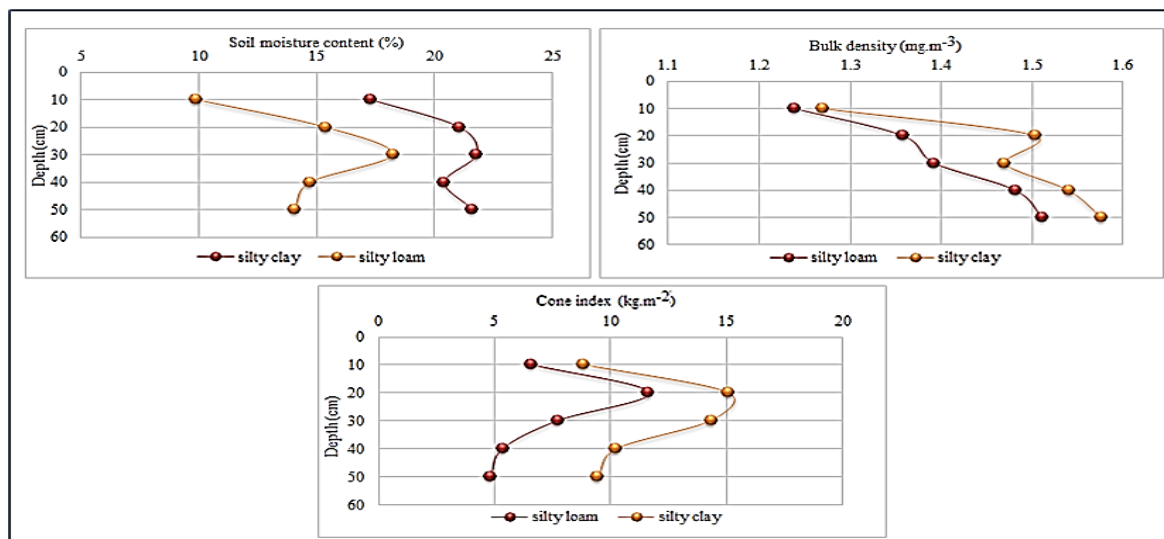 Soil moisture content (%)
5 10 15 20 25
0
10
20
30
40
50
60
Depth(cm)
silty clay silty loam
Bulk density (mg.m-3)
1.1 1.2 1.3 1.4 1.5 1.6
0
10
20
30
40
50
60
Depth(cm)
silty loam silty clay
Cone index (kg.m-2)
0 5 10 15 20
0
10
20
30
40
50
60
Depth(cm)
silty loam silty clay